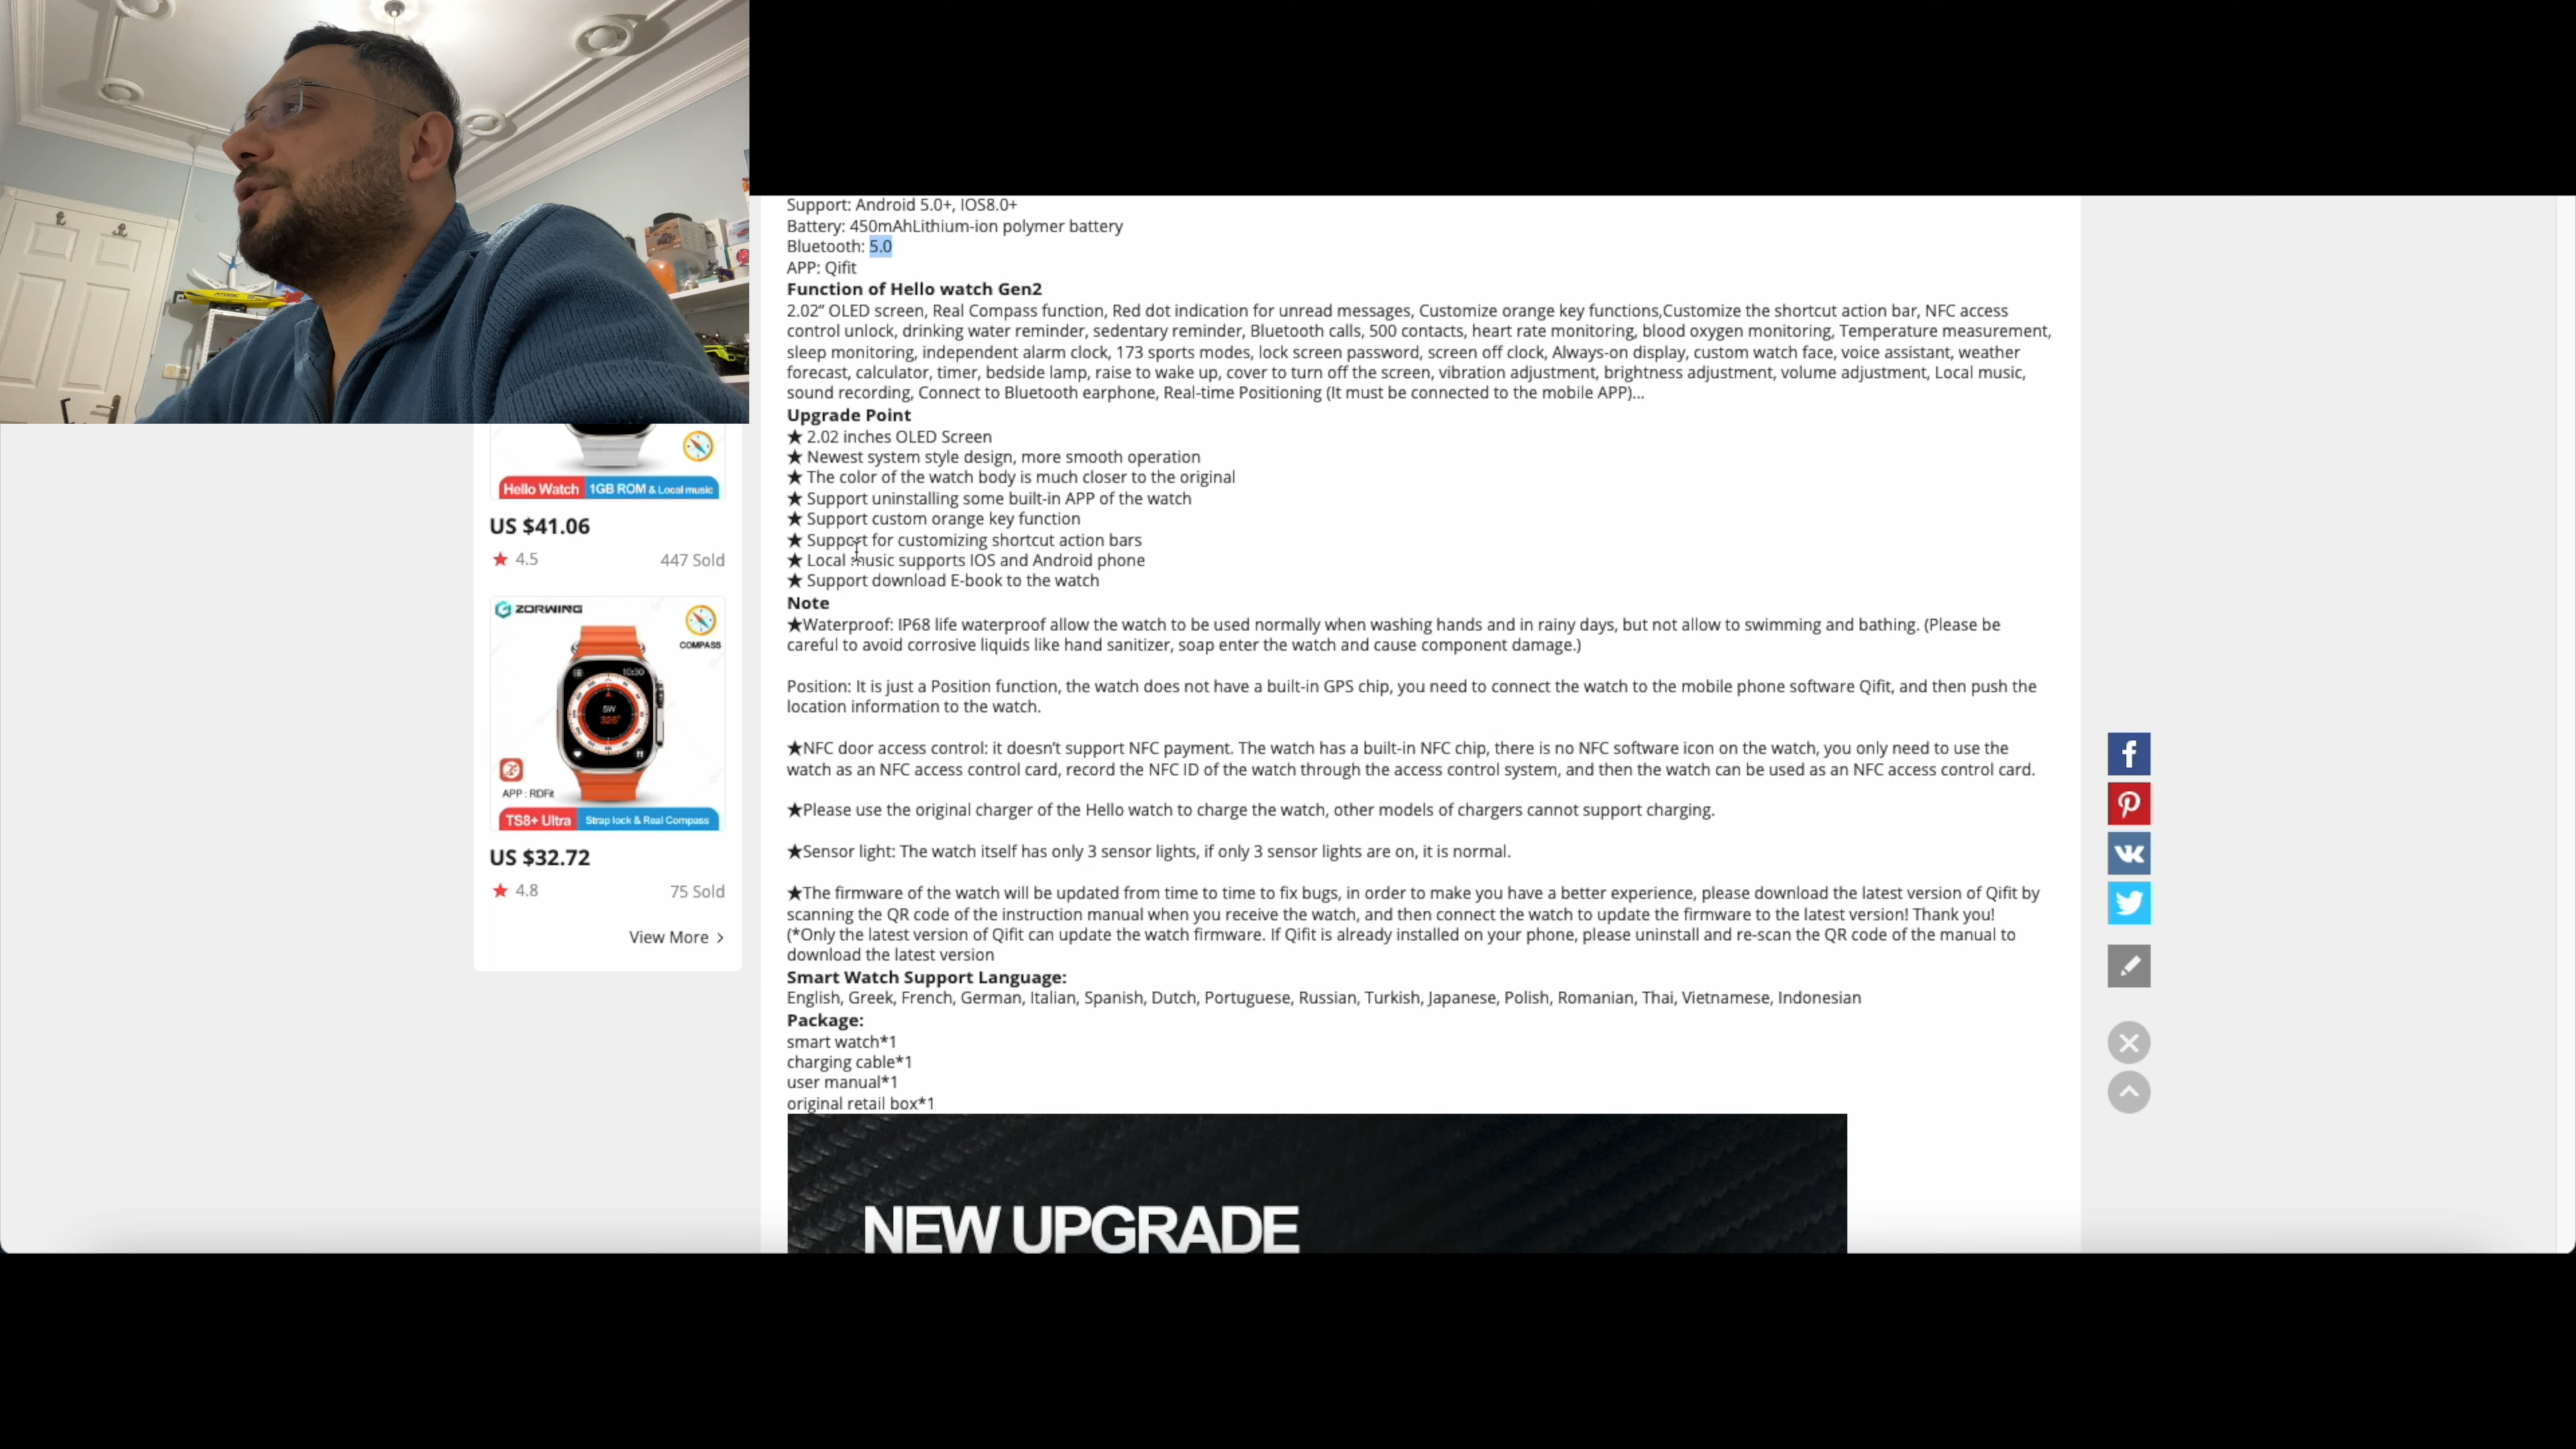 Support: Android 5.0+, IOS8.0+
Battery: 450mAhLithium-ion polymer battery
Bluetooth: 5.0
APP: Qifit
Function of Hello watch Gen2
2.02” OLED screen, Real Compass function, Red dot indication for unread messages, Customize orange key functions,Customize the shortcut action bar, NFC access
control unlock, drinking water reminder, sedentary reminder, Bluetooth calls, 500 contacts, heart rate monitoring, blood oxygen monitoring, Temperature measurement,
sleep monitoring, independent alarm clock, 173 sports modes, lock screen password, screen off clock, Always-on display, custom watch face, voice assistant, weather
forecast, calculator, timer, bedside lamp, raise to wake up, cover to turn off the screen, vibration adjustment, brightness adjustment, volume adjustment, Local music,
sound recording, Connect to Bluetooth earphone, Real-time Positioning (It must be connected to the mobile APP)...
Upgrade Point
★ 2.02 inches OLED Screen
★ Newest system style design, more smooth operation
★ The color of the watch body is much closer to the original
★ Support uninstalling some built-in APP of the watch
★ Support custom orange key function
★ Support for customizing shortcut action bars
★ Local music supports IOS and Android phone
★ Support download E-book to the watch
Note
★Waterproof: IP68 life waterproof allow the watch to be used normally when washing hands and in rainy days, but not allow to swimming and bathing. (Please be
careful to avoid corrosive liquids like hand sanitizer, soap enter the watch and cause component damage.)
Position: It is just a Position function, the watch does not have a built-in GPS chip, you need to connect the watch to the mobile phone software Qifit, and then push the
location information to the watch.
★NFC door access control: it doesn’t support NFC payment. The watch has a built-in NFC chip, there is no NFC software icon on the watch, you only need to use the
watch as an NFC access control card, record the NFC ID of the watch through the access control system, and then the watch can be used as an NFC access control card.
★Please use the original charger of the Hello watch to charge the watch, other models of chargers cannot support charging.
★Sensor light: The watch itself has only 3 sensor lights, if only 3 sensor lights are on, it is normal.
★The firmware of the watch will be updated from time to time to fix bugs, in order to make you have a better experience, please download the latest version of Qifit by
scanning the QR code of the instruction manual when you receive the watch, and then connect the watch to update the firmware to the latest version! Thank you!
(*Only the latest version of Qifit can update the watch firmware. If Qifit is already installed on your phone, please uninstall and re-scan the QR code of the manual to
download the latest version
Smart Watch Support Language:
English, Greek, French, German, Italian, Spanish, Dutch, Portuguese, Russian, Turkish, Japanese, Polish, Romanian, Thai, Vietnamese, Indonesian
Package:
smart watch*1
charging cable*1
user manual*1
original retail box*1
NEW UPGRADE
Hello Watch 1GB ROM & Local music
US $41.06
4.5 447 Sold
ZORWING
COMPASS
10:30
SW
326°
APP : RDFit
TS8+ Ultra Strap lock & Real Compass
US $32.72
4.8 75 Sold
View More >